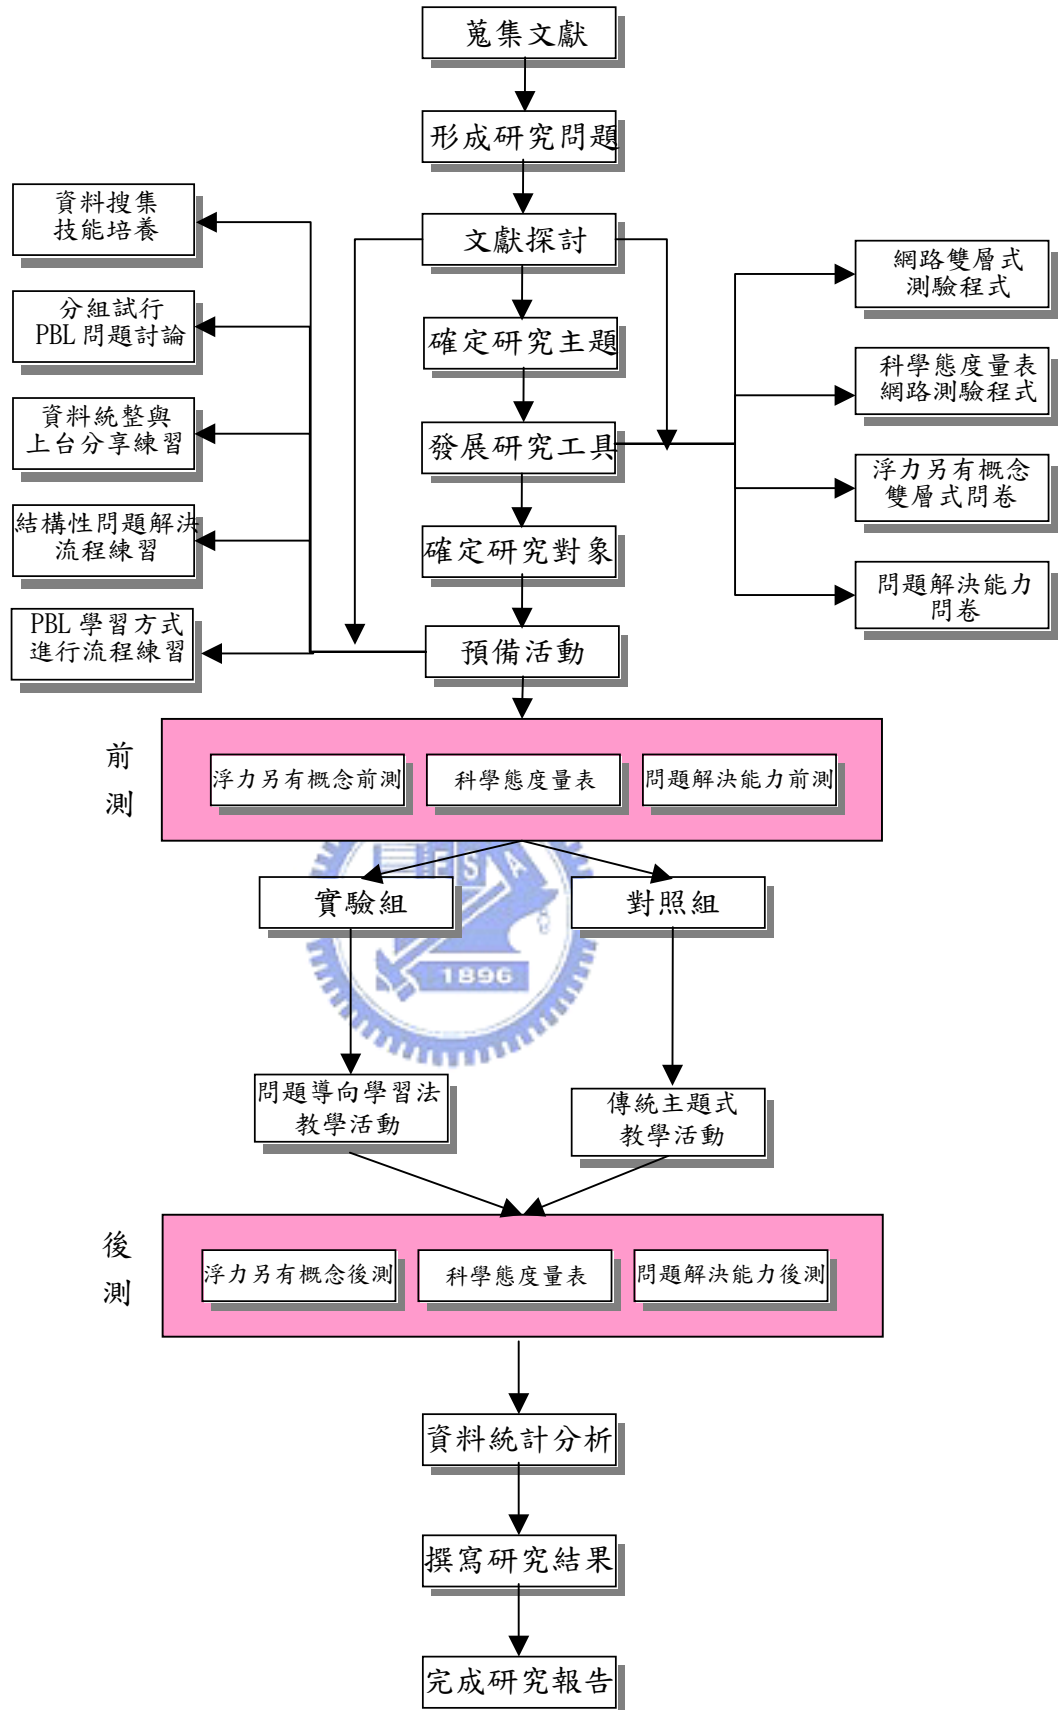 蒐集文獻
形成研究問題
文獻探討
確定研究主題
發展研究工具
確定研究對象
預備活動
資料搜集
技能培養
分組試行
PBL 問題討論
資料統整與
上台分享練習
結構性問題解決
流程練習
PBL 學習方式
進行流程練習
網路雙層式
測驗程式
科學態度量表
網路測驗程式
浮力另有概念
雙層式問卷
問題解決能力
問卷
前
測
浮力另有概念前測
科學態度量表
問題解決能力前測
ESA
1896
實驗組
對照組
問題導向學習法
教學活動
傳統主題式
教學活動
後
測
浮力另有概念後測
科學態度量表
問題解決能力後測
資料統計分析
撰寫研究結果
完成研究報告